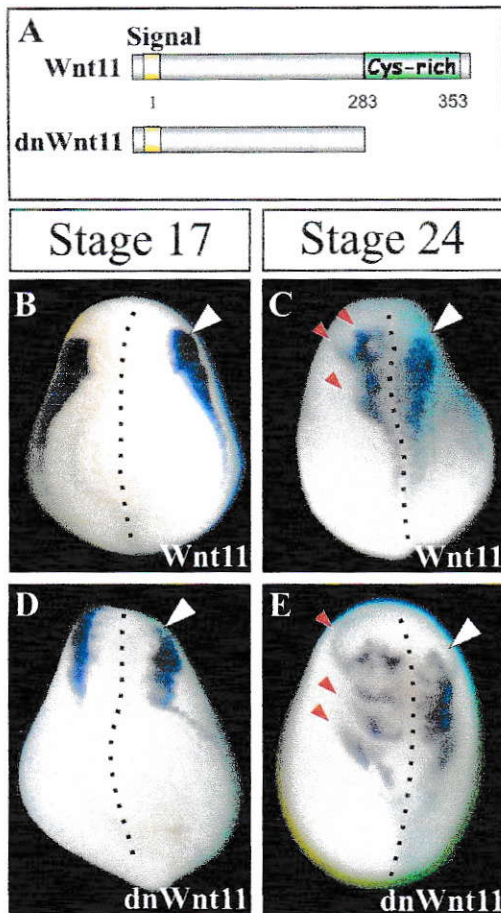 A
Signal
Wnt11
Cys-rich
1 283 353
dnWnt11
Stage 17 Stage 24
B
Wnt11
C
Wnt11
D
dnWnt11
E
dnWnt11